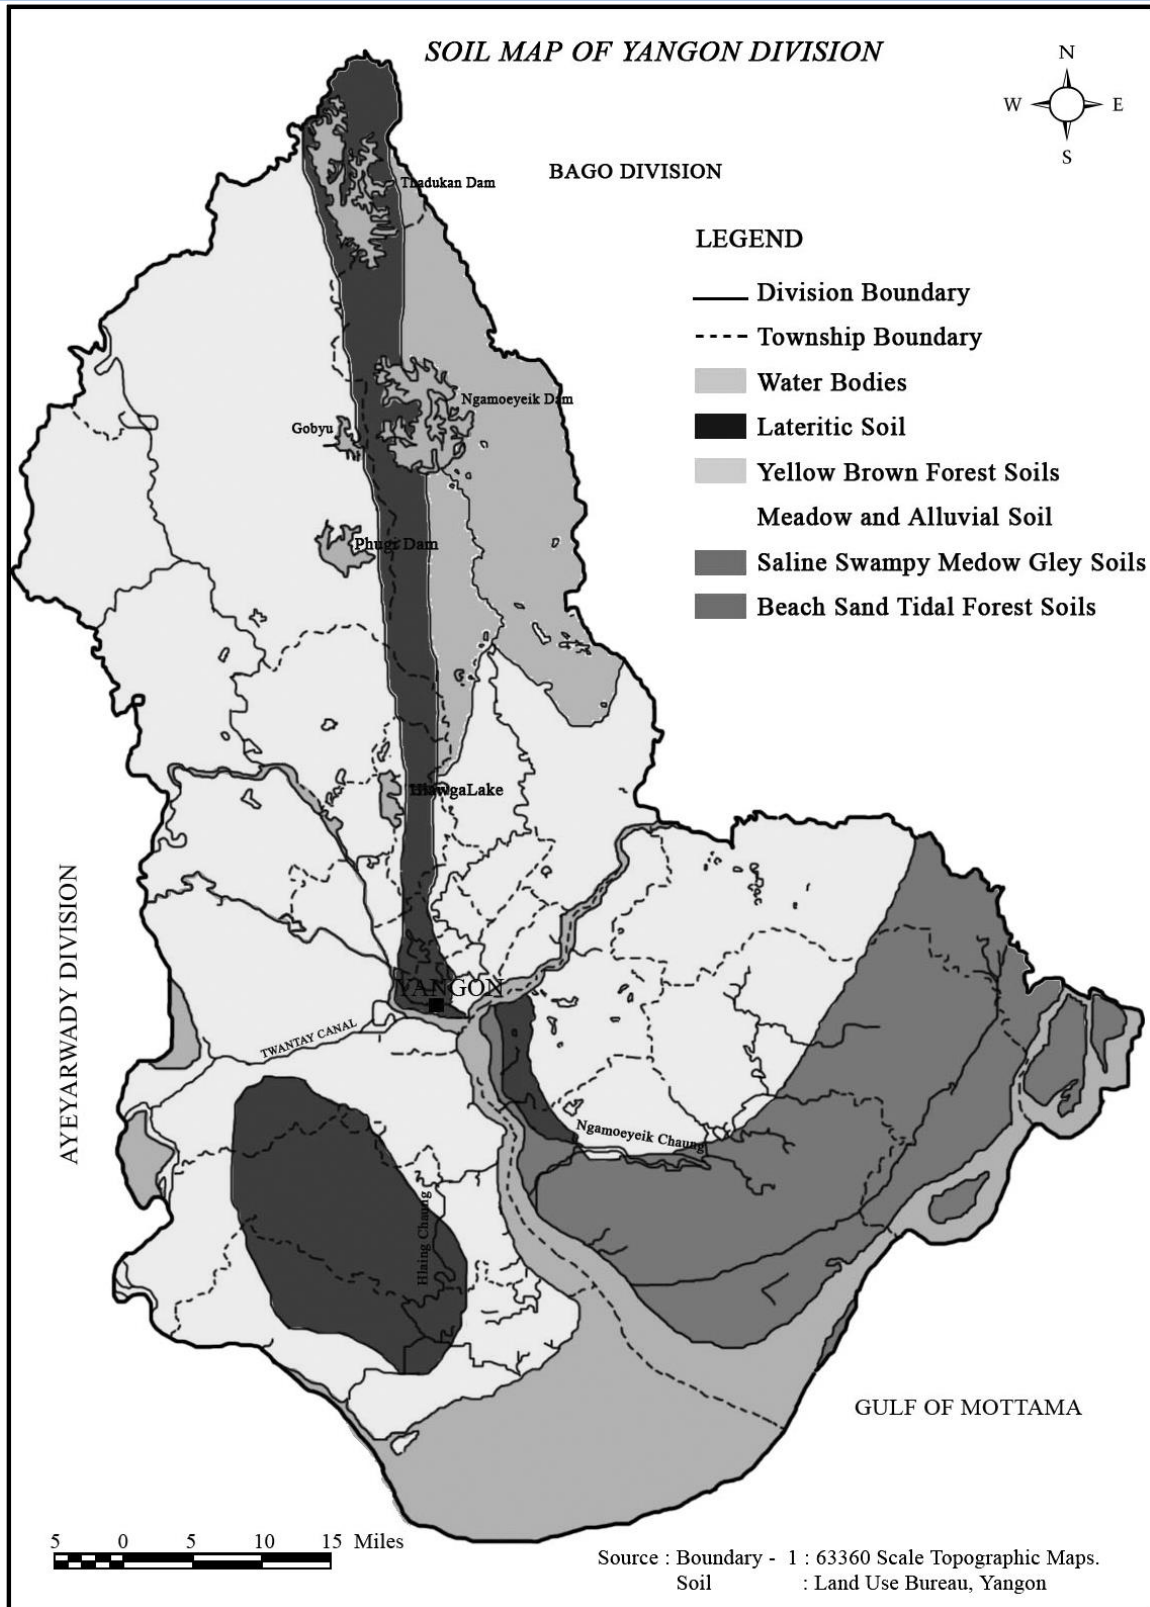 SOIL MAP OF YANGON DIVISION
N
W
E
S
BAGO DIVISION
Thadukan Dam
LEGEND
Division Boundary
Township Boundary
Water Bodies
Lateritic Soil
Yellow Brown Forest Soils
Meadow and Alluvial Soil
Saline Swampy Medow Gley Soils
Beach Sand Tidal Forest Soils
Ngamoeyeik Dam
Gobyu
Phugi Dam
HlawgaLake
AYEYARWADY DIVISION
YANGON
TWANTAY CANAL
Ngamoeyeik Chaung
Hlaing Chaung
GULF OF MOTTAMA
5 0 5 10 15 Miles
Source : Boundary - 1 : 63360 Scale Topographic Maps.
Soil : Land Use Bureau, Yangon